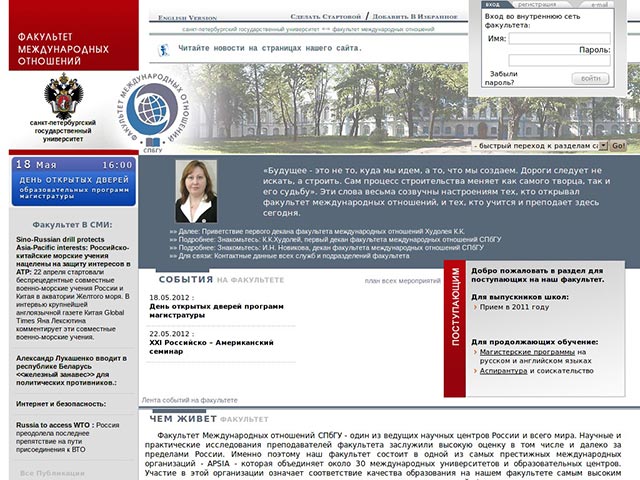 ФАКУЛЬТЕТ
МЕЖДУНАРОДНЫХ
ОТНОШЕНИЙ
санкт-петербургский
государственный
университет
ФАКУЛЬТЕТ МЕЖДУНАРОДНЫХ ОТНОШЕНИЙ
СПбГУ
English Version
Сделать Стартовой / Добавить В Избранное
санкт-петербургский государственный университет
факультет международных отношений
Читайте новости на страницах нашего сайта.
вход
регистрация
e-mail
Вход во внутреннюю сеть
факультета:
Имя:
Пароль:
Забыли
пароль?
войти
- быстрый переход к разделам са
Go!
18 Мая 16:00
ДЕНЬ ОТКРЫТЫХ ДВЕРЕЙ
образовательных программ
магистратуры
Факультет В СМИ:
Sino-Russian drill protects
Asia-Pacific interests: Российско-
китайские морские учения
нацелены на защиту интересов в
АТР: 22 апреля стартовали
беспрецедентные совместные
военно-морские учения России и
Китая в акватории Желтого моря. В
интервью крупнейшей
англоязычной газете Китая Global
Times Яна Лексютина
комментирует эти совместные
военно-морские учения.
Александр Лукашенко вводит в
республике Беларусь
<<железный занавес>> для
политических противников.:
Интернет и безопасность:
Russia to access WTO : Россия
преодолела последнее
препятствие на пути
присоединения к ВТО
Все Публикации
«Будущее - это не то, куда мы идем, а то, что мы создаем. Дороги следует не
искать, а строить. Сам процесс строительства меняет как самого творца, так и
его судьбу». Эти слова весьма созвучны настроениям тех, кто открывал
факультет международных отношений, и тех, кто учится и преподает здесь
сегодня.
»» Далее: Приветствие первого декана факультета международных отношений Худолея К.К.
»» Подробнее: Знакомьтесь: К.К.Худолей, первый декан факультета международных отношений СПбГУ
»» Подробнее: Знакомьтесь: И.Н. Новикова, декан факультета международных отношений СПбГУ
»» Для связи: Контактные данные всех служб и подразделений факультета
СОБЫТИЯ НА ФАКУЛЬТЕТЕ
план всех мероприятий
18.05.2012 :
День открытых дверей программ
магистратуры
22.05.2012 :
XXI Российско – Американский
семинар
Лента событий на факультете
ПОСТУПАЮЩИМ
Добро пожаловать в раздел для
поступающих на наш факультет.
Для выпускников школ:
Прием в 2011 году
Для продолжающих обучение:
Магистерские программы на
русском и английском языках
Аспирантура и соискательство
ЧЕМ ЖИВЕТ ФАКУЛЬТЕТ
Факультет Международных отношений СПбГУ - один из ведущих научных центров России и всего мира. Научные и
практические исследования преподавателей факультета заслужили высокую оценку в том числе и далеко за
пределами России. Именно поэтому наш факультет состоит в одной из самых престижных международных
организаций - APSIA - которая объединяет около 30 международных университетов и образовательных центров.
Участие в этой организации означает соответствие качества образования на нашем факультете самым высоким